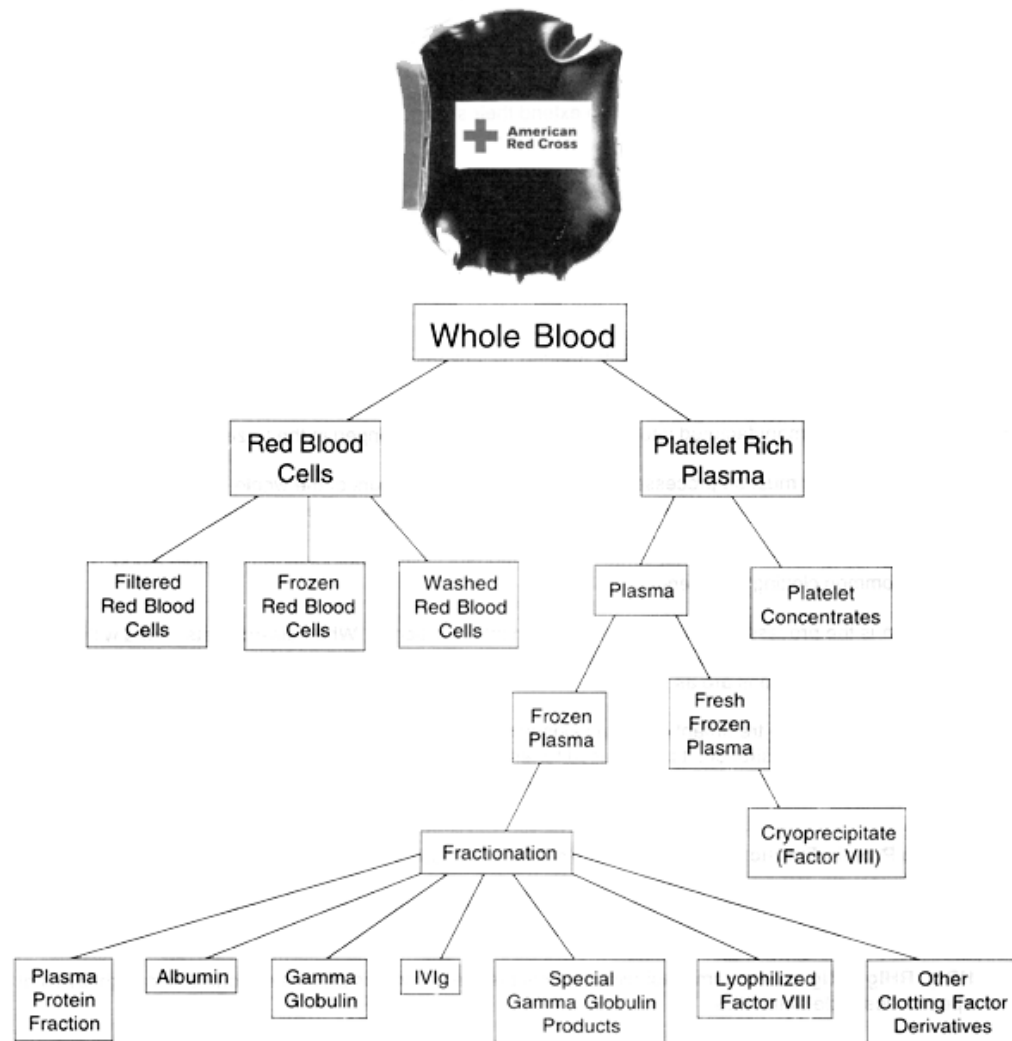 American
Red Cross
Whole Blood
Red Blood
Cells
Platelet Rich
Plasma
Filtered
Red Blood
Cells
Frozen
Red Blood
Cells
Washed
Red Blood
Cells
Plasma
Platelet
Concentrates
Frozen
Plasma
Fresh
Frozen
Plasma
Cryoprecipitate
(Factor VIII)
Fractionation
Plasma
Protein
Fraction
Albumin
Gamma
Globulin
IVIg
Special
Gamma Globulin
Products
Lyophilized
Factor VIII
Other
Clotting Factor
Derivatives